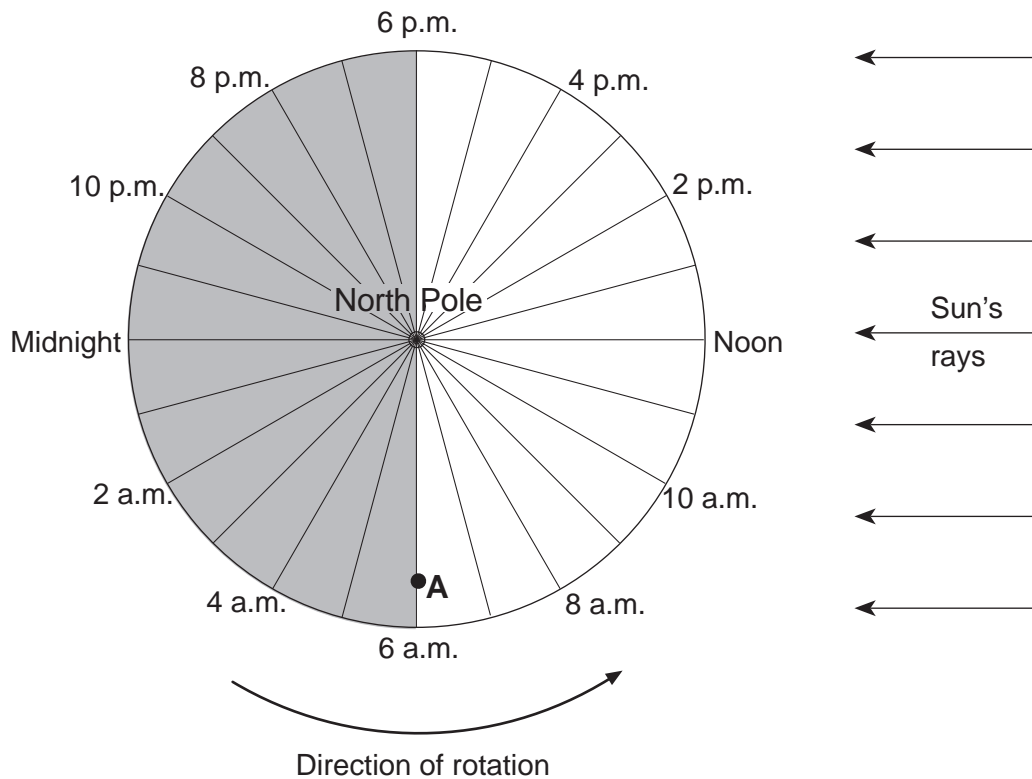 6 p.m.
8 p.m.
4 p.m.
10 p.m.
2 p.m.
North Pole
Midnight
Noon
Sun's
rays
2 a.m.
10 a.m.
A
4 a.m.
8 a.m.
6 a.m.
Direction of rotation